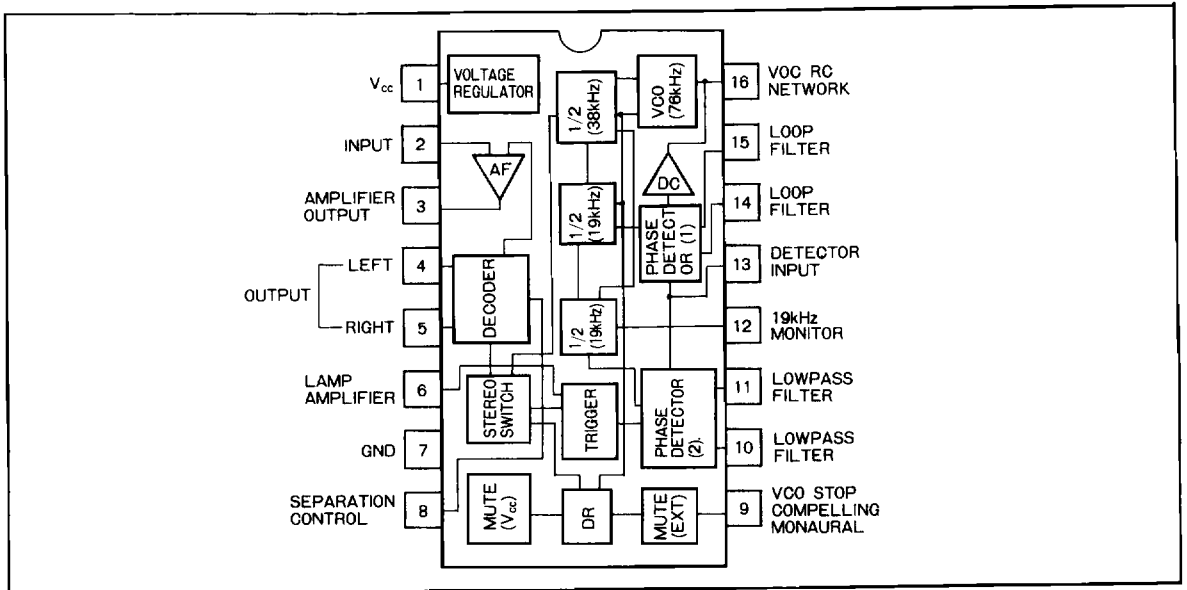 Vcc
1
VOLTAGE
REGULATOR
INPUT
2
AF
AMPLIFIER
OUTPUT
3
OUTPUT
LEFT
4
RIGHT
5
DECODER
LAMP
AMPLIFIER
6
STEREO
SWITCH
GND
7
SEPARATION
CONTROL
8
MUTE
(Vcc)
DR
MUTE
(EXT)
TRIGGER
1/2
(38kHz)
1/2
(19kHz)
1/2
(19kHz)
VCO
(76kHz)
DC
PHASE
DETECT
OR (1)
PHASE
DETECTOR
(2).
16
VOC RC
NETWORK
15
LOOP
FILTER
14
LOOP
FILTER
13
DETECTOR
INPUT
12
19kHz
MONITOR
11
LOWPASS
FILTER
10
LOWPASS
FILTER
9
VCO STOP
COMPELLING
MONAURAL